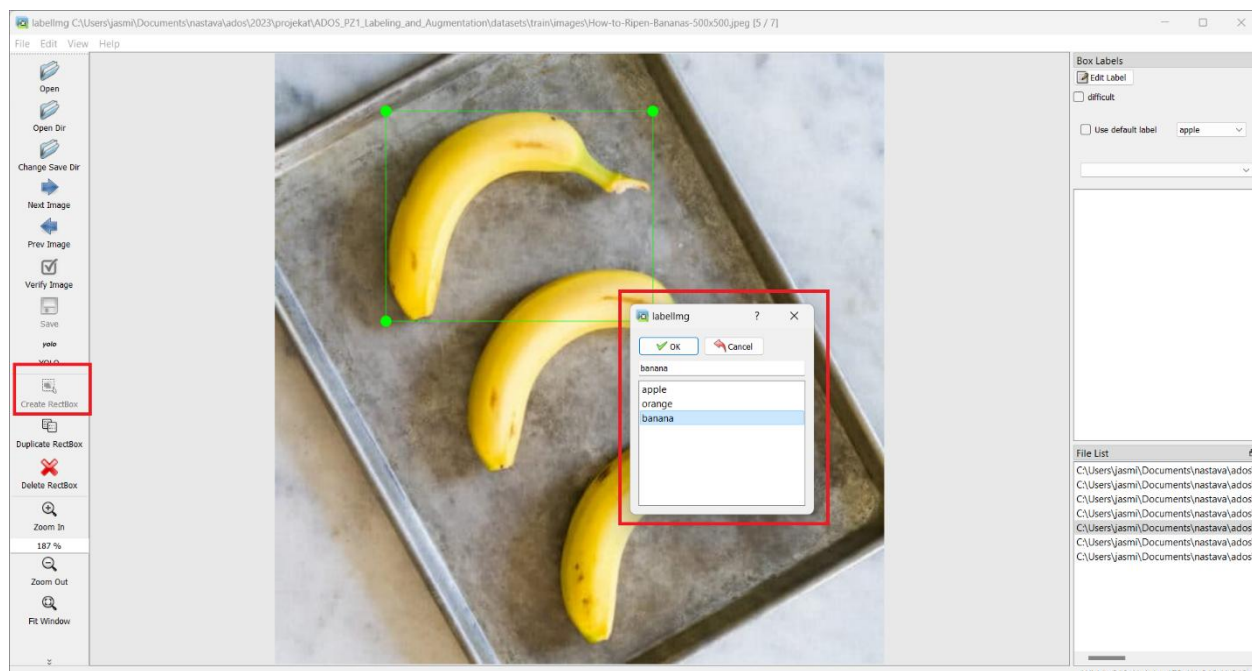 labelImg C:\Users\jasmi\Documents\nastava\ados\2023\projekat\ADOS_PZ1_Labeling_and_Augmentation\datasets\train\images\How-to-Ripen-Bananas-500x500.jpeg [5 / 7]
File Edit View Help
Open
Open Dir
Change Save Dir
Next Image
Prev Image
Verify Image
Save
yolo
YOLO
Create RectBox
Duplicate RectBox
Delete RectBox
Zoom In
187 %
Zoom Out
Fit Window
labelImg ? X
OK Cancel
banana
apple
orange
banana
Box Labels
Edit Label
difficult
Use default label apple
File List
C:\Users\jasmi\Documents\nastava\ados
C:\Users\jasmi\Documents\nastava\ados
C:\Users\jasmi\Documents\nastava\ados
C:\Users\jasmi\Documents\nastava\ados
C:\Users\jasmi\Documents\nastava\ados
C:\Users\jasmi\Documents\nastava\ados
C:\Users\jasmi\Documents\nastava\ados